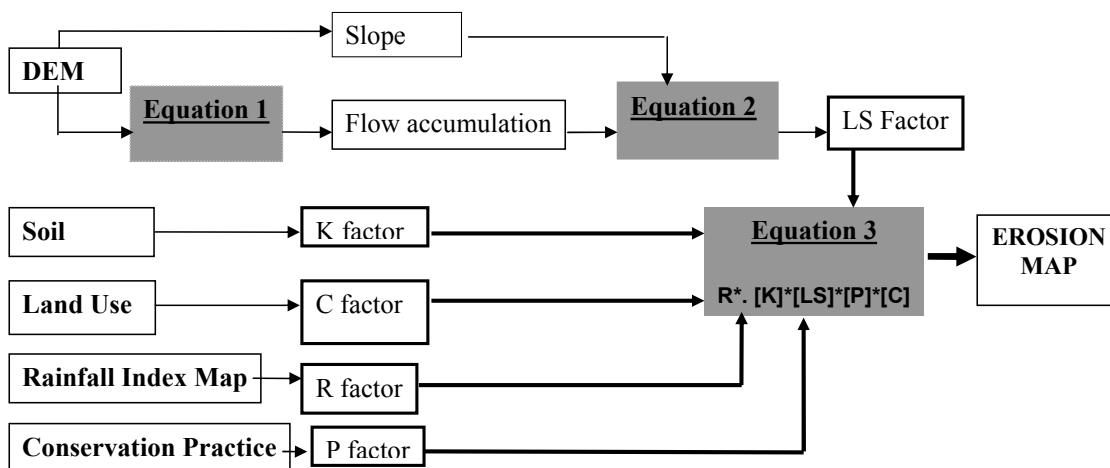 Slope
DEM
Equation 1
Flow accumulation
Equation 2
LS Factor
Soil
K factor
Equation 3
R*. [K]*[LS]*[P]*[C]
EROSION
MAP
Land Use
C factor
Rainfall Index Map
R factor
Conservation Practice
P factor